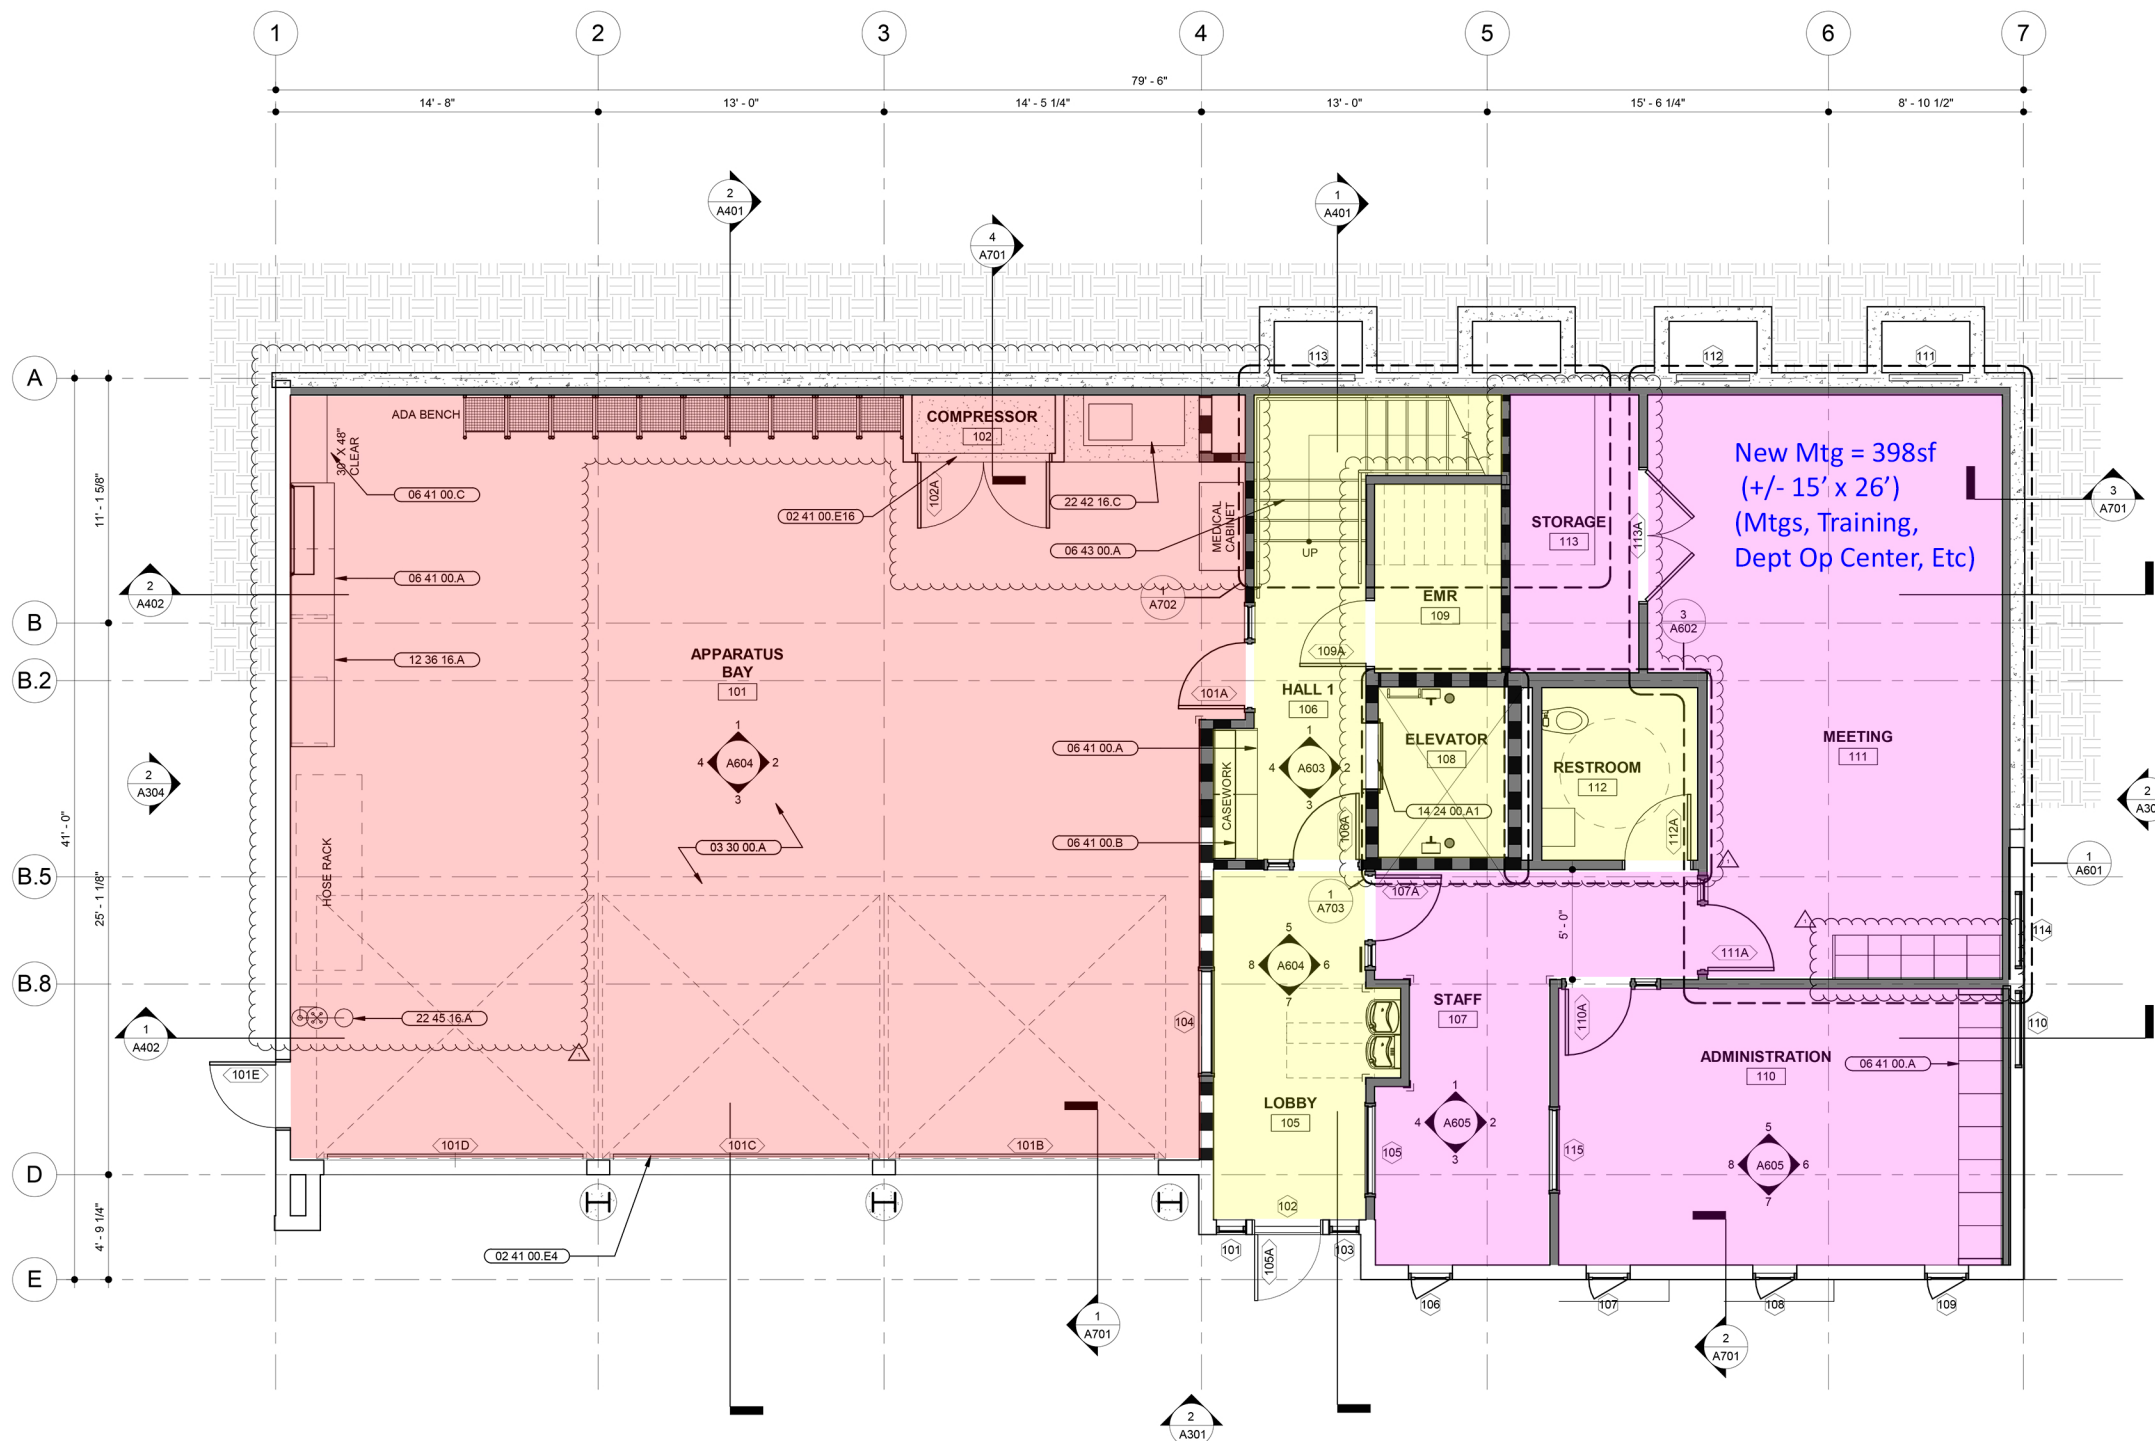 1 2 3 4 5 6 7
79' - 6"
14' - 8" 13' - 0" 14' - 5 1/4" 13' - 0" 15' - 6 1/4" 8' - 10 1/2"
2
A401
1
A401
4
A701
113 112 111
A
ADA BENCH
COMPRESSOR
102
30" X 48"
CLEAR
06 41 00.C
102A
22 42 16.C
02 41 00.E16
MEDICAL
CABINET
06 43 00.A
UP
STORAGE
113
113A
New Mtg = 398sf
(+/- 15’ x 26’)
(Mtgs, Training,
Dept Op Center, Etc)
3
A701
11' - 1 5/8"
06 41 00.A
2
A402
1
A702
EMR
109
3
A602
B
12 36 16.A
APPARATUS
BAY
101
109A
B.2
101A
HALL 1
106
06 41 00.A
1
4 A603 2
3
ELEVATOR
108
RESTROOM
112
MEETING
111
1
4 A604 2
3
2
A304
2
A30
CASEWORK
14 24 00.A1
106A
112A
41' - 0"
03 30 00.A
06 41 00.B
HOSE RACK
B.5
107A
1
A703
1
A601
25' - 1 1/8"
5' - 0"
1
1
5
8 A604 6
7
111A
114
B.8
STAFF
107
22 45 16.A
104
110A
110
1
A402
1
ADMINISTRATION
110
06 41 00.A
101E
LOBBY
105
1
4 A605 2
3
101D 101C 101B
105
115
5
8 A605 6
7
D
102
H H H
4' - 9 1/4"
02 41 00.E4
101 103
105A
E
106 107 108 109
1
A701
2
A701
2
A301